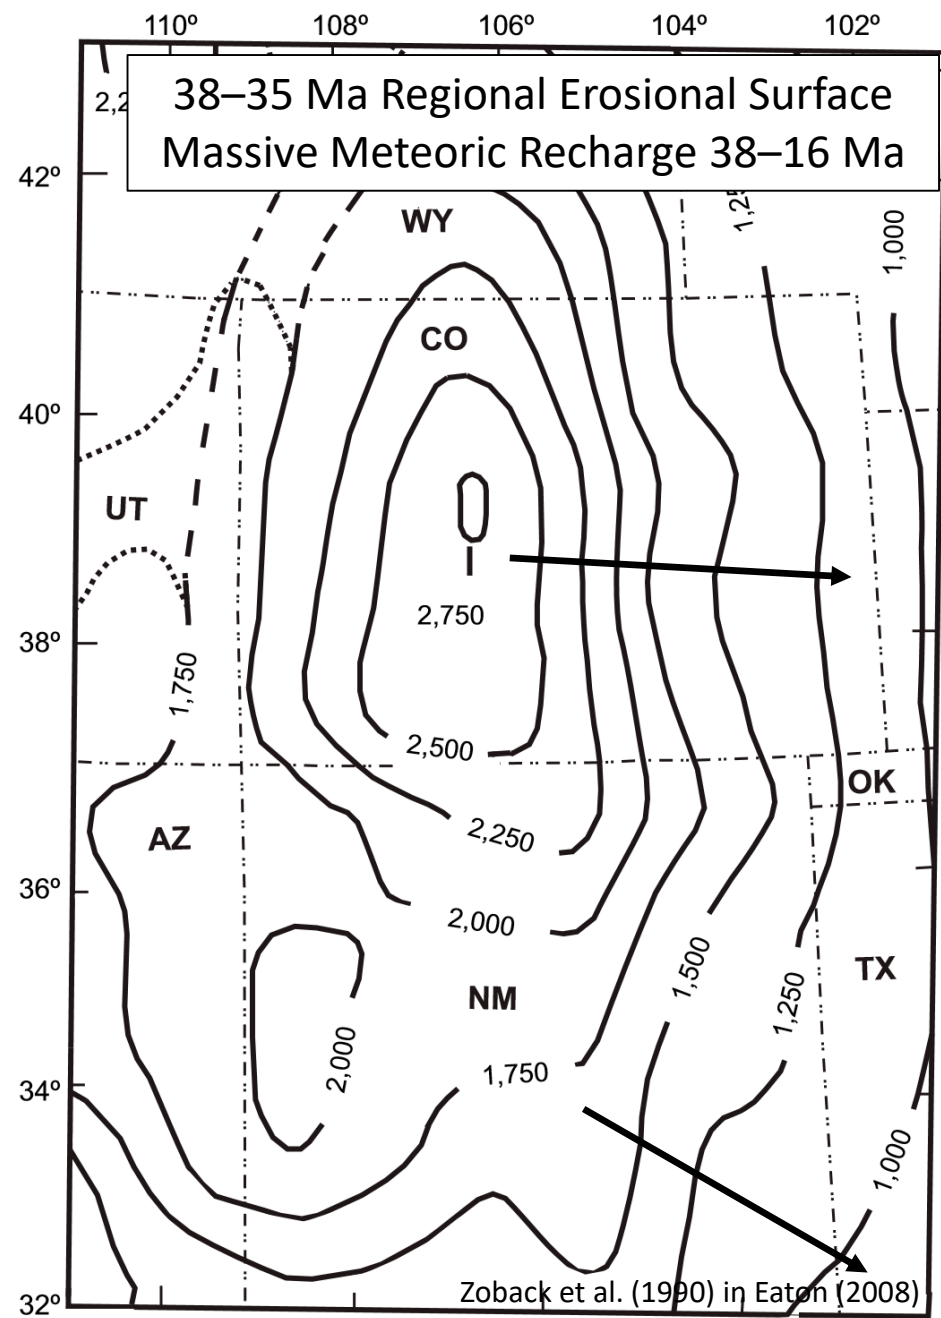 110º 108º 106º 104º 102º
38–35 Ma Regional Erosional Surface
Massive Meteoric Recharge 38–16 Ma
42º
WY
1,000
CO
40º
UT
2,750
38º
1,750
2,500
OK
AZ
2,250
36º
2,000
1,500
TX
NM
1,250
2,000
1,750
34º
1,000
Zoback et al. (1990) in Eaton (2008)
32º